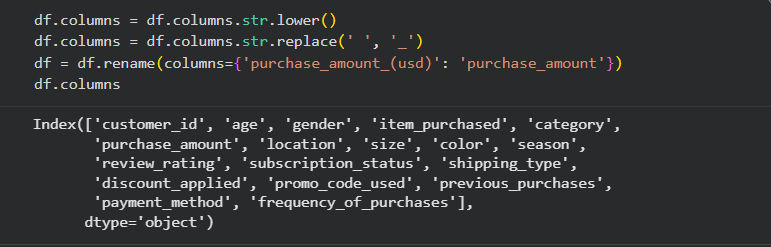 df.columns = df.columns.str.lower()
df.columns = df.columns.str.replace(' ', '_')
df = df.rename(columns={'purchase_amount_(usd)': 'purchase_amount'})
df.columns
Index(['customer_id', 'age', 'gender', 'item_purchased', 'category',
       'purchase_amount', 'location', 'size', 'color', 'season',
       'review_rating', 'subscription_status', 'shipping_type',
       'discount_applied', 'promo_code_used', 'previous_purchases',
       'payment_method', 'frequency_of_purchases'],
      dtype='object')